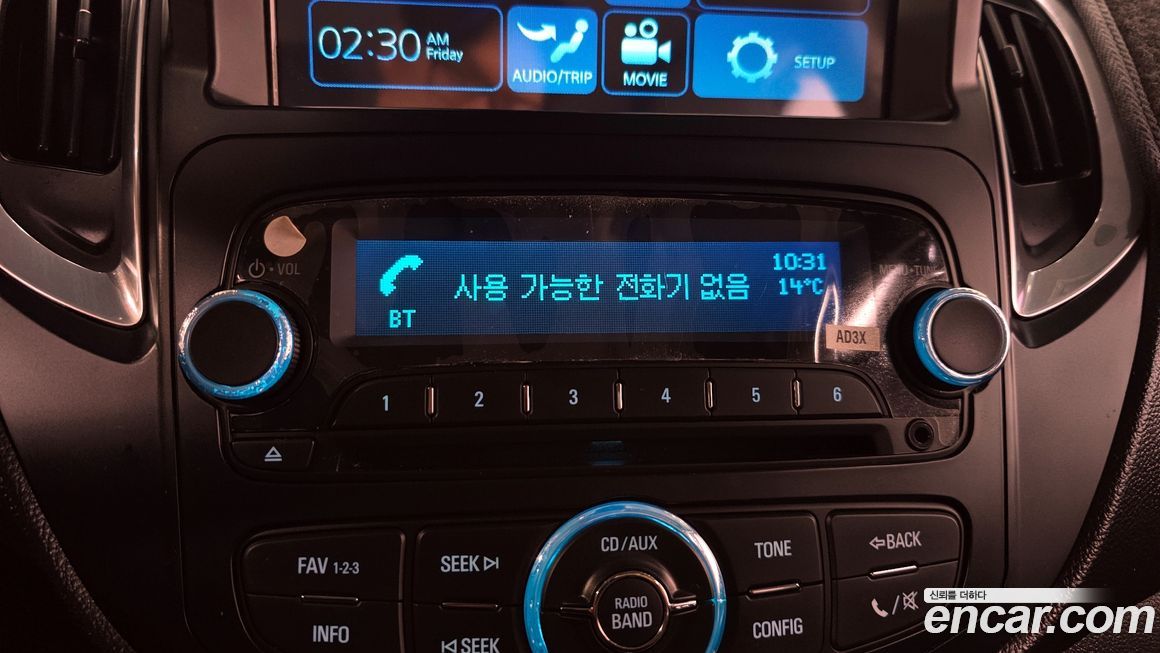 02:30 AM
Friday
AUDIO/TRIP
MOVIE
SETUP
VOL
10:31
사용 가능한 전화기 없음
14°C
BT
AD3X
1 2 3 4 5 6
FAV 1-2-3
SEEK
CD/AUX
TONE
BACK
RADIO
BAND
INFO
SEEK
CONFIG
신뢰를 더하다
encar.com